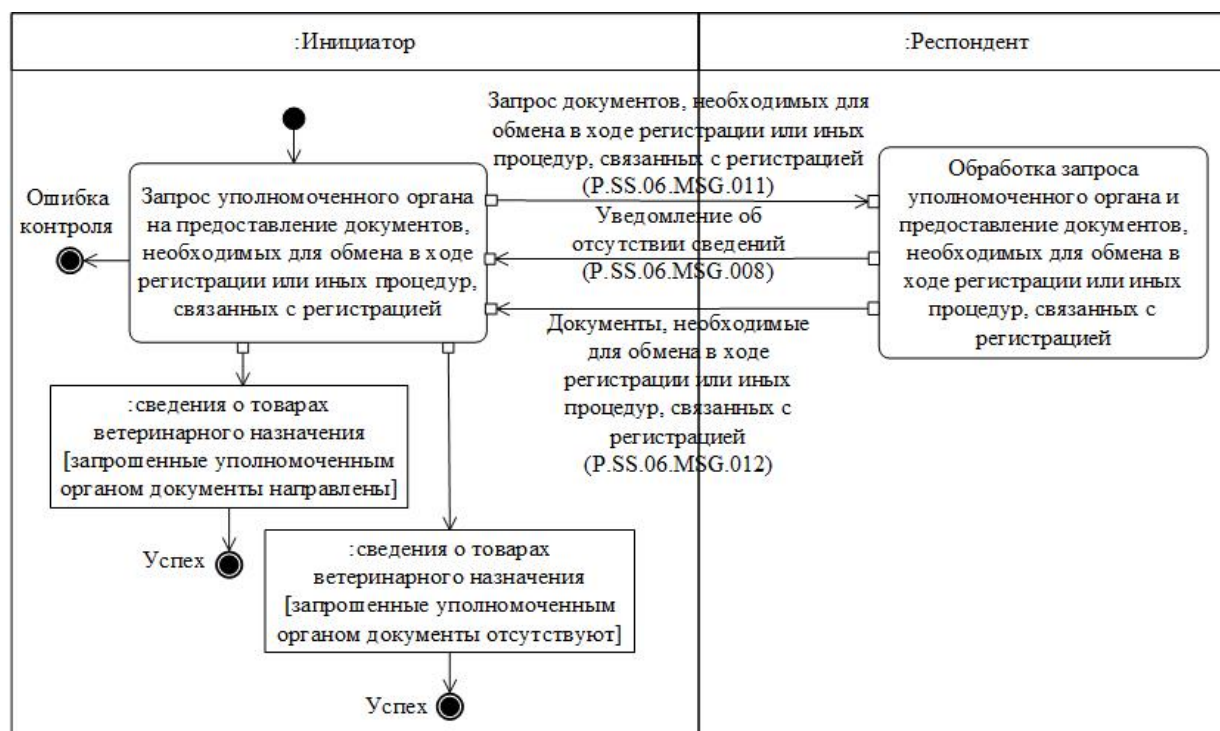 :Инициатор
:Респондент
Запрос документов, необходимых для
обмена в ходе регистрации или иных
процедур, связанных с регистрацией
(P.SS.06.MSG.011)
Ошибка
контроля
Запрос уполномоченного органа
на предоставление документов,
необходимых для обмена в ходе
регистрации или иных процедур,
связанных с регистрацией
Уведомление об
отсутствии сведений
(P.SS.06.MSG.008)
Обработка запроса
уполномоченного органа и
предоставление документов,
необходимых для обмена в
ходе регистрации или иных
процедур, связанных с
регистрацией
Документы, необходимые
для обмена в ходе
регистрации или иных
процедур, связанных с
регистрацией
(P.SS.06.MSG.012)
:сведения о товарах
ветеринарного назначения
[запрошенные уполномоченным
органом документы направлены]
Успех
:сведения о товарах
ветеринарного назначения
[запрошенные уполномоченным
органом документы отсутствуют]
Успех